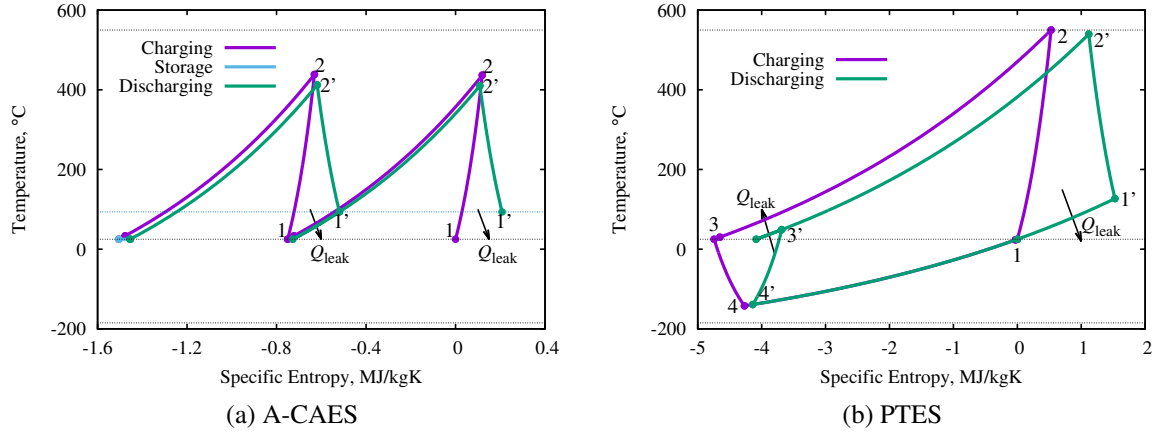 600
400
200
0
-200
-1.6
-1.2
-0.8
-0.4
0
0.4
Temperature, °C
Specific Entropy, MJ/kgK
Charging
Storage
Discharging
2
2'
2
2'
1
1'
1
1'
Qleak
Qleak
(a) A-CAES
600
400
200
0
-200
-5
-4
-3
-2
-1
0
1
2
Temperature, °C
Specific Entropy, MJ/kgK
Charging
Discharging
2
2'
Qleak
1'
3
3'
Qleak
1
4
4'
(b) PTES